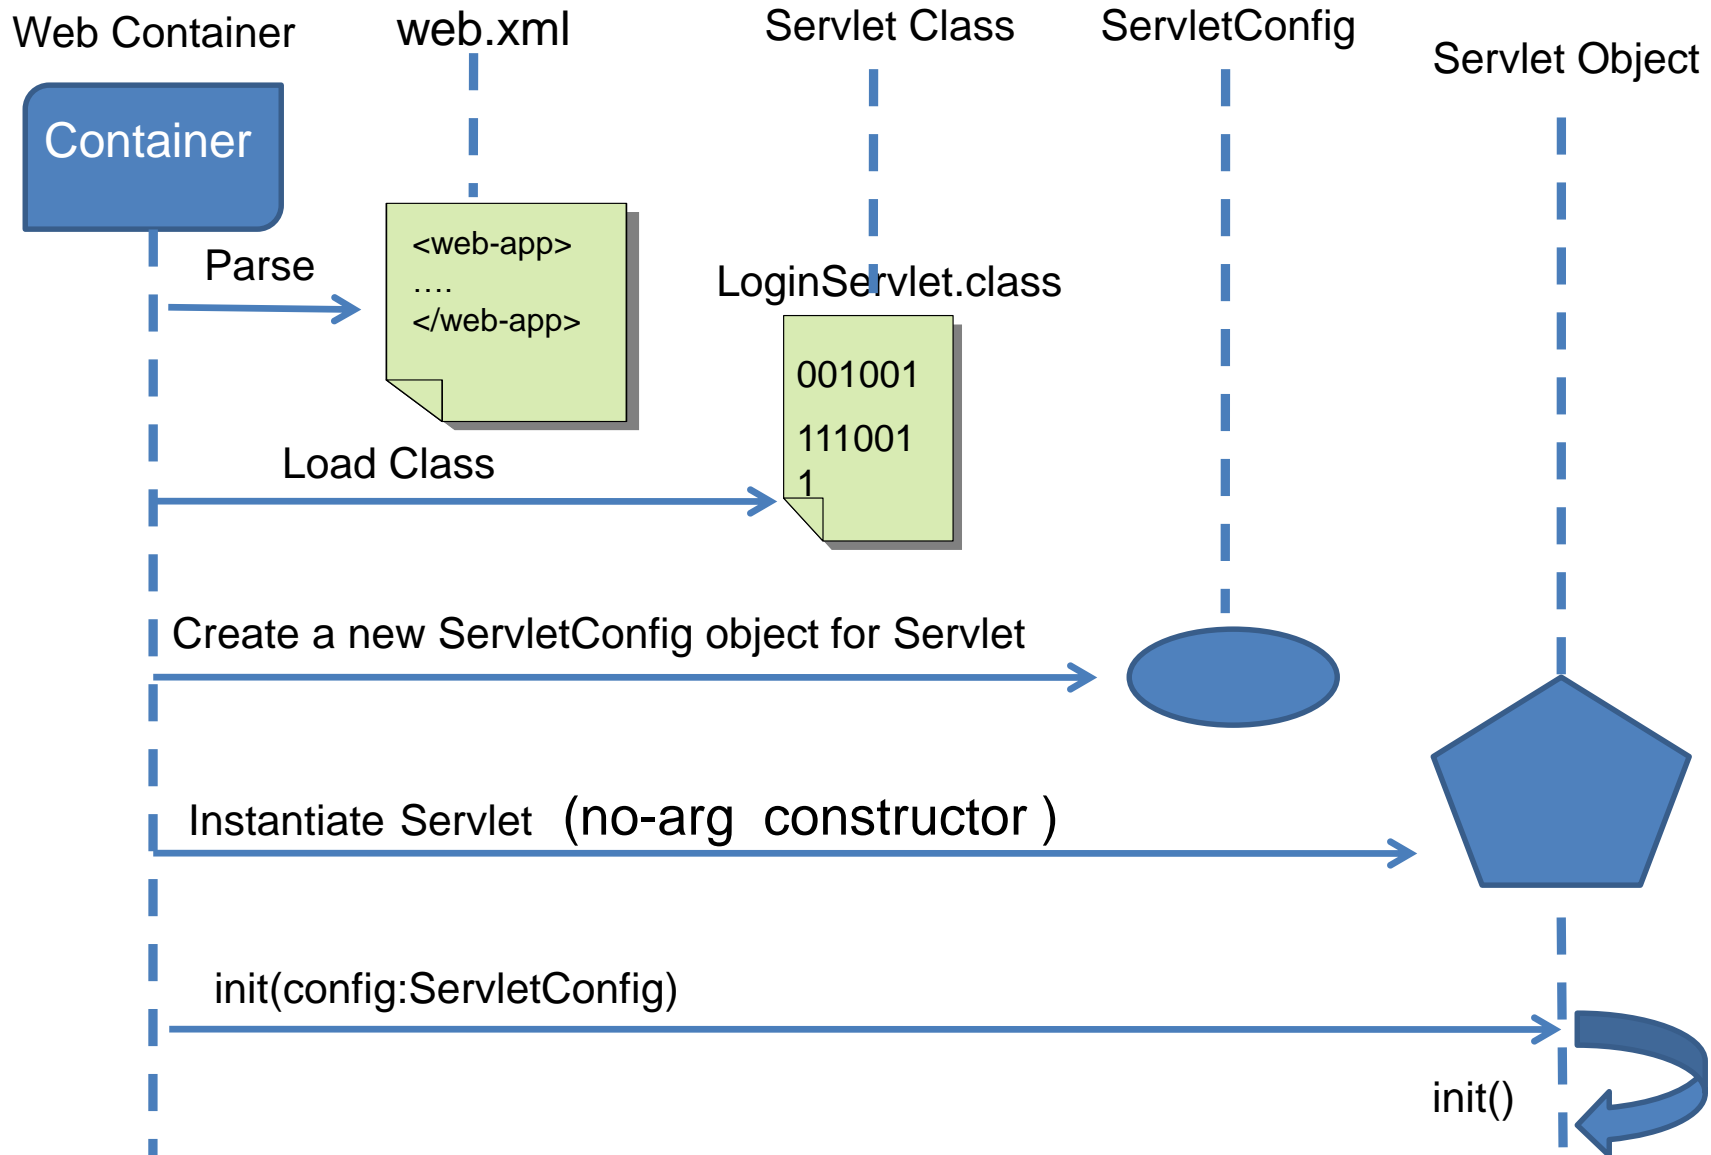 Web Container
web.xml
Servlet Class
ServletConfig
Servlet Object
Container
Parse
<web-app>
....
</web-app>
LoginServlet.class
001001
111001
1
Load Class
Create a new ServletConfig object for Servlet
Instantiate Servlet (no-arg constructor )
init(config:ServletConfig)
init()